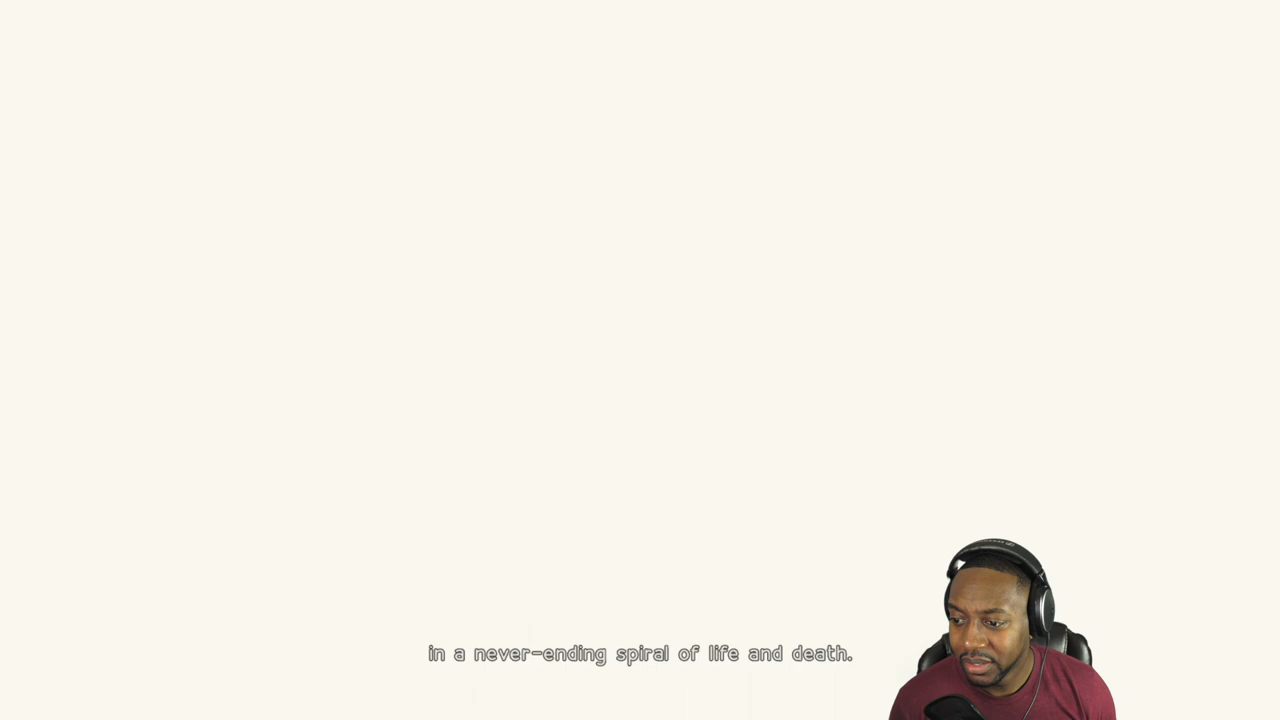 in a never-ending spiral of life and death.